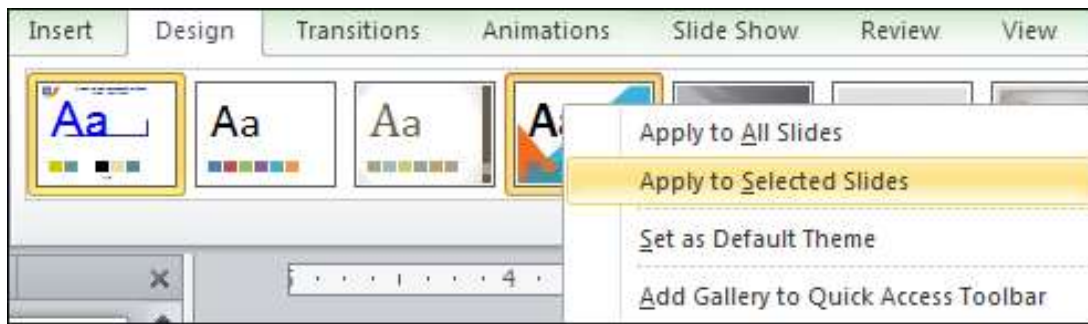 Insert Design Transitions Animations Slide Show Review View
Aa Aa Aa A
Apply to All Slides
Apply to Selected Slides
Set as Default Theme
4
Add Gallery to Quick Access Toolbar